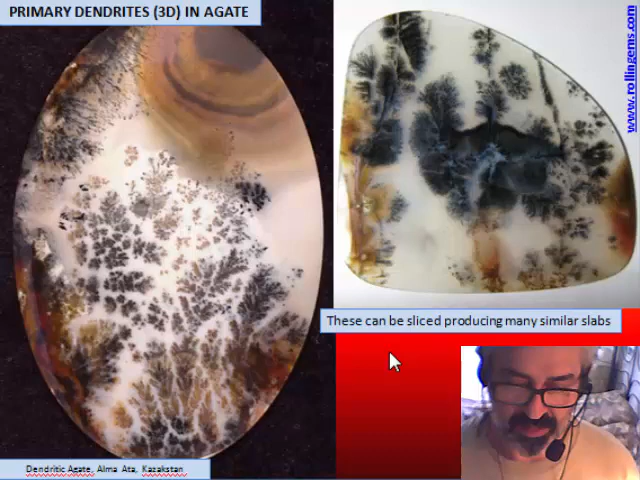 PRIMARY DENDRITES (3D) IN AGATE
www.rollingems.com
These can be sliced producing many similar slabs
Dendritic Agate, Alma Ata, Kazakstan